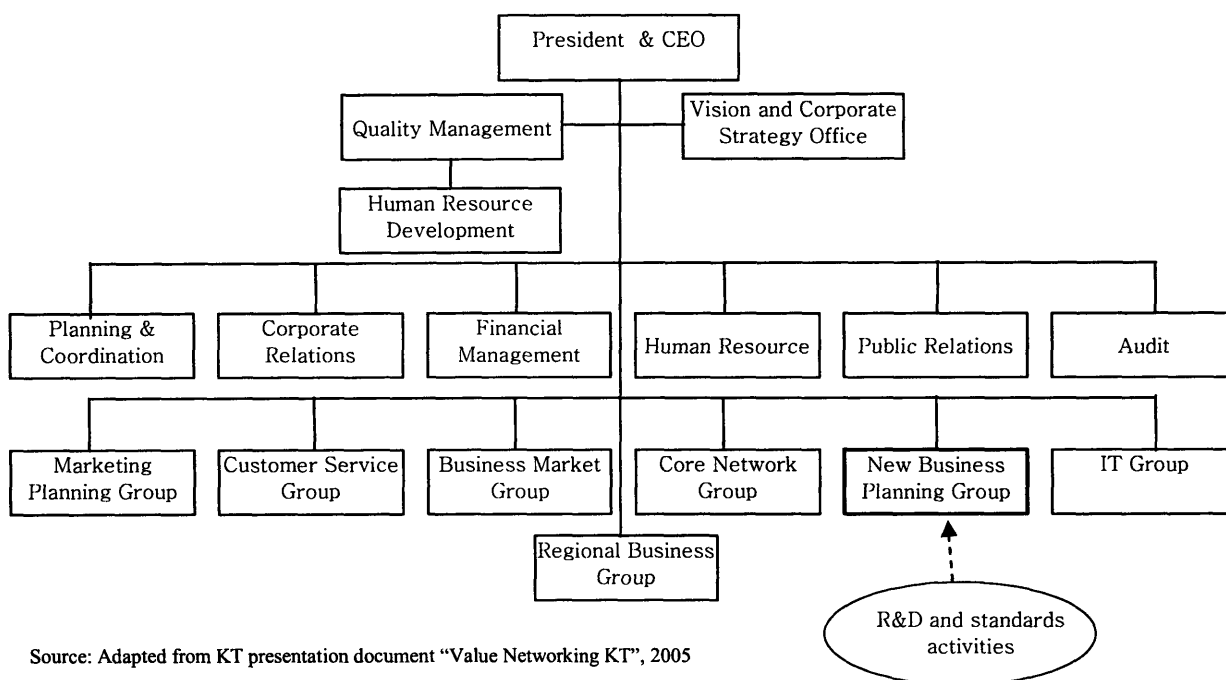 President & CEO
Quality Management
Vision and Corporate
Strategy Office
Human Resource
Development
Planning &
Coordination
Corporate
Relations
Financial
Management
Human Resource
Public Relations
Audit
Marketing
Planning Group
Customer Service
Group
Business Market
Group
Core Network
Group
New Business
Planning Group
IT Group
Regional Business
Group
R&D and standards
activities
Source: Adapted from KT presentation document “Value Networking KT”, 2005